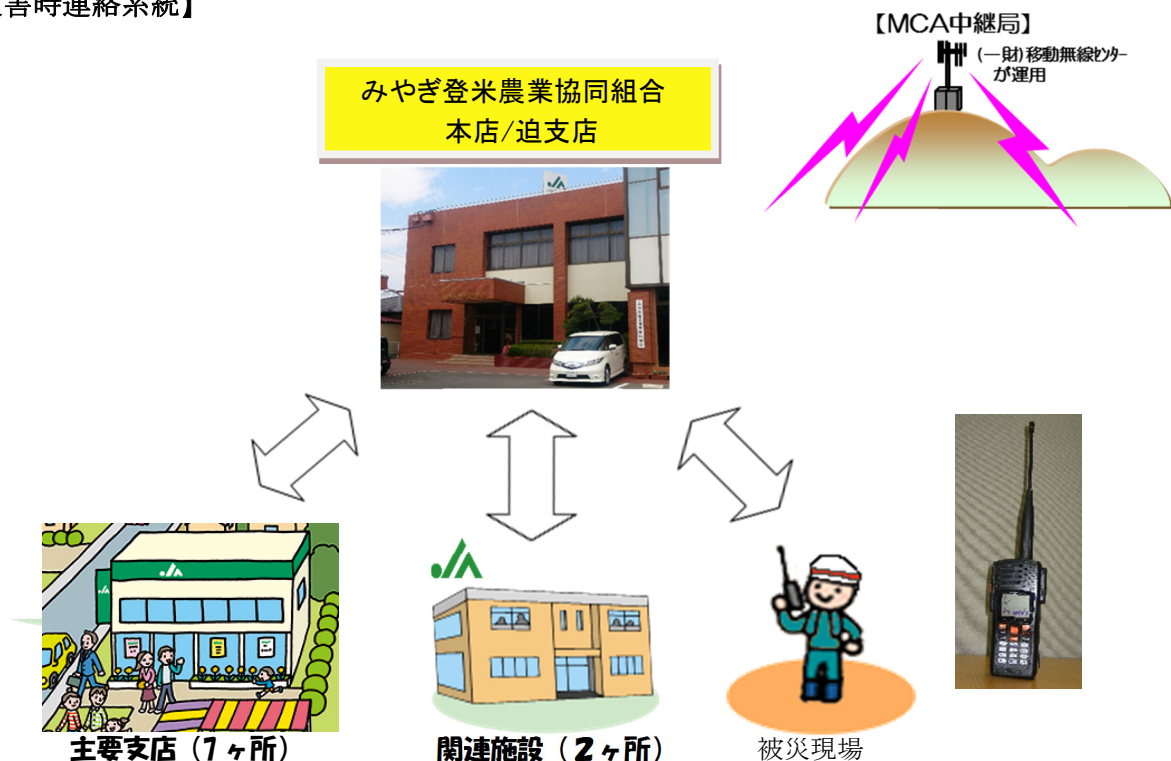 害時連絡系統】
【MCA中継局】
(一財)移動無線センター
が運用
みやぎ登米農業協同組合
本店/迫支店
JA
JA
主要支店(7ヶ所)
関連施設(2ヶ所)
被災現場